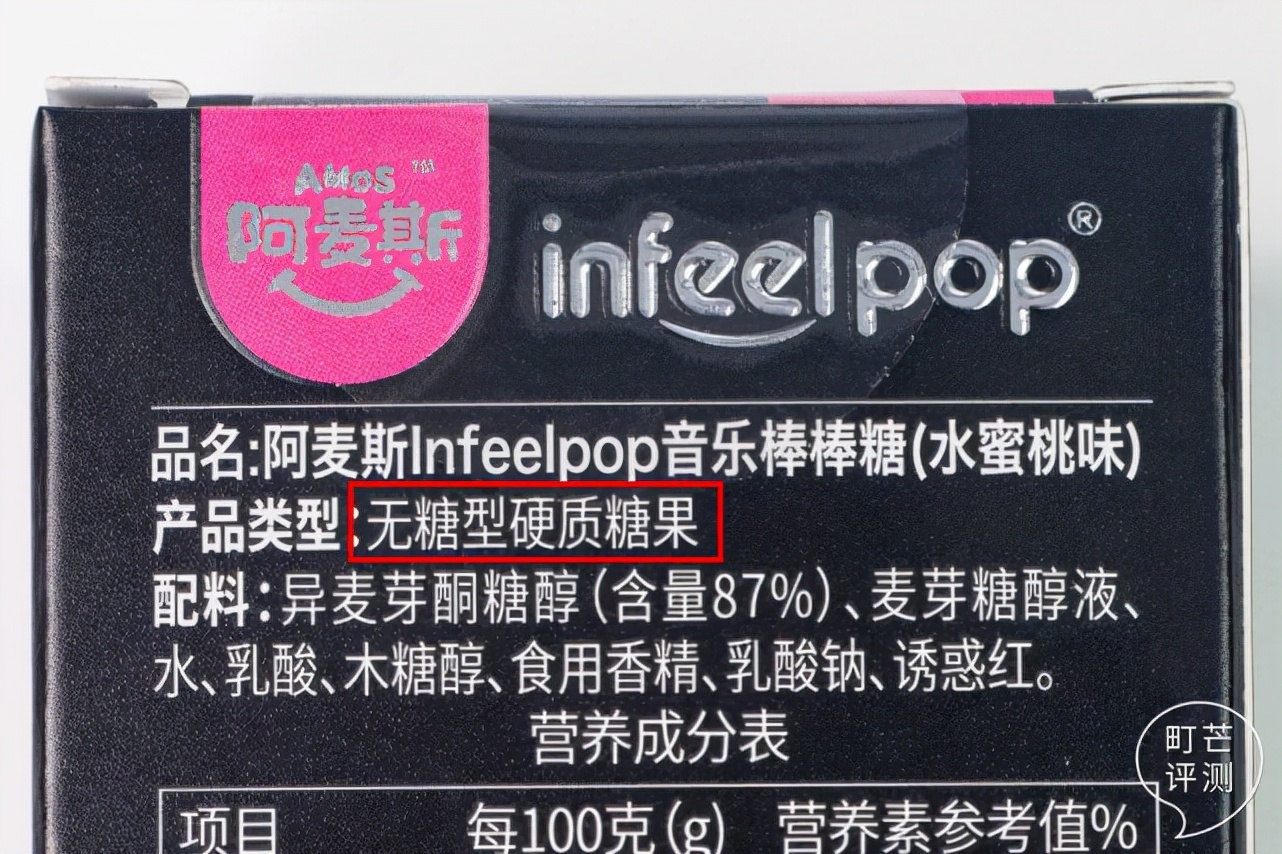 AMOS™
阿麦斯
infeelpop®
品名:阿麦斯Infeelpop音乐棒棒糖(水蜜桃味)
产品类型:无糖型硬质糖果
配料:异麦芽酮糖醇(含量87%)、麦芽糖醇液、
水、乳酸、木糖醇、食用香精、乳酸钠、诱惑红。
营养成分表
项目 每100克(g) 营养素参考值%
町芒
评测